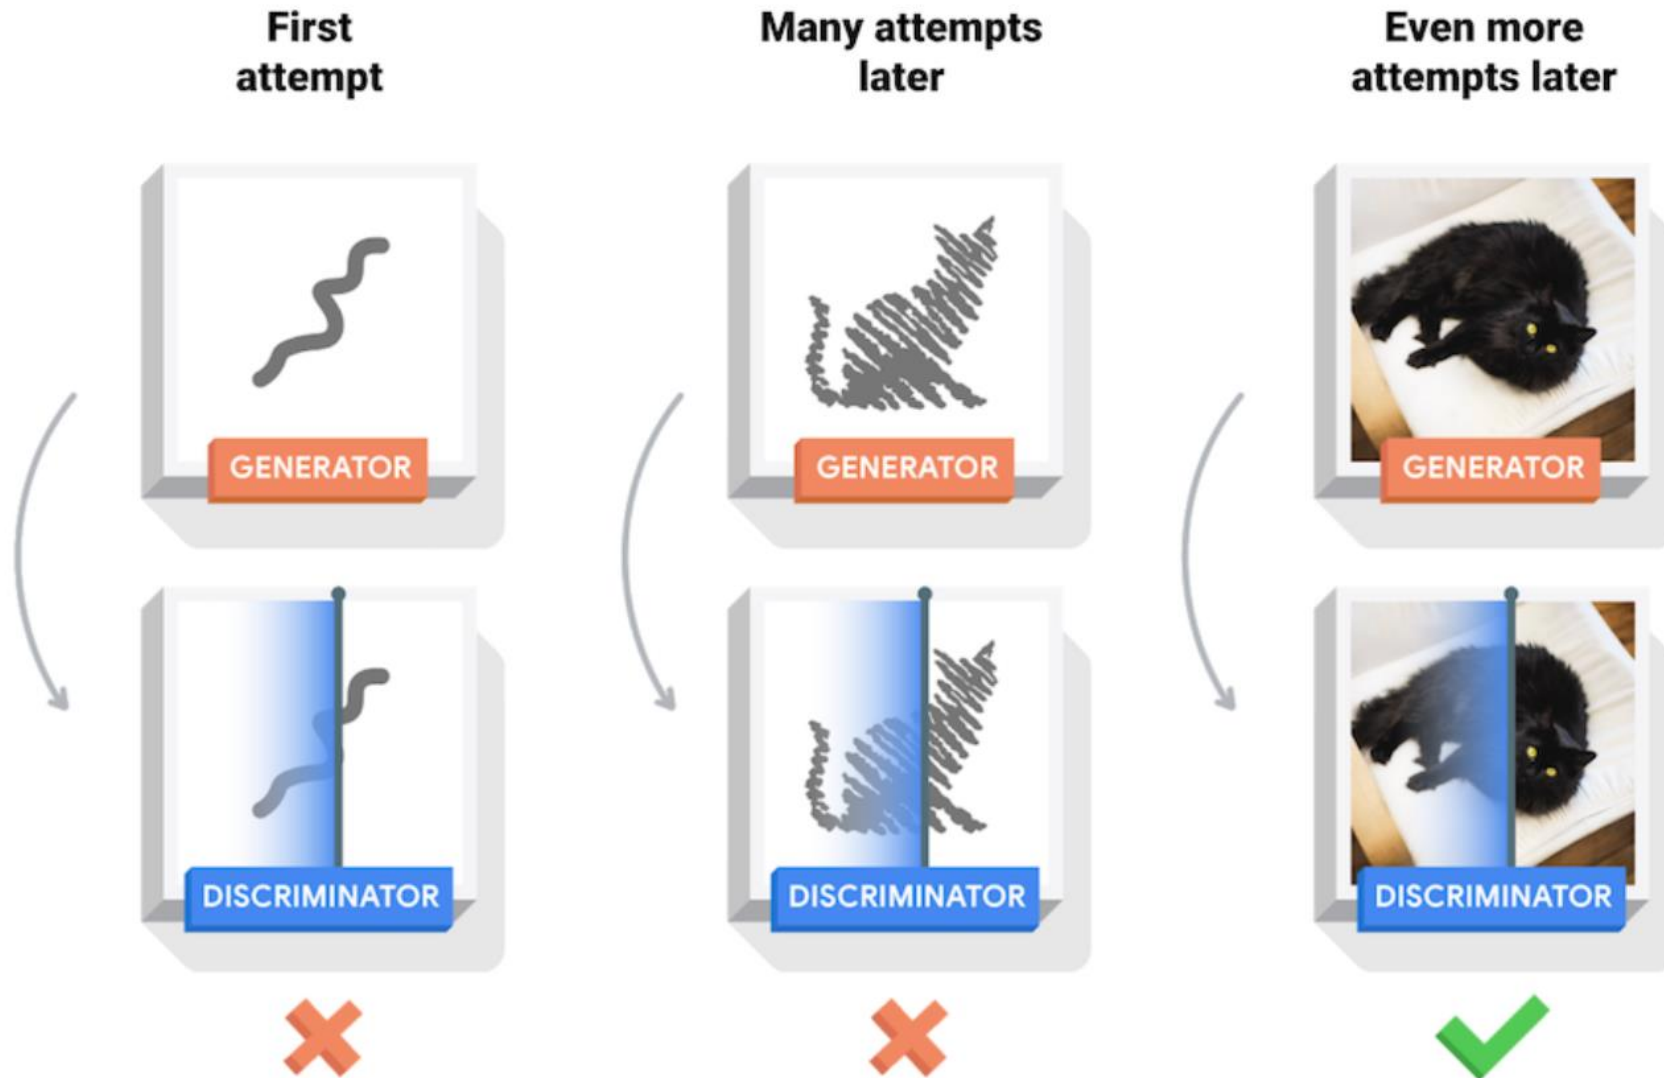 First
attempt
Many attempts
later
Even more
attempts later
GENERATOR
GENERATOR
GENERATOR
DISCRIMINATOR
DISCRIMINATOR
DISCRIMINATOR